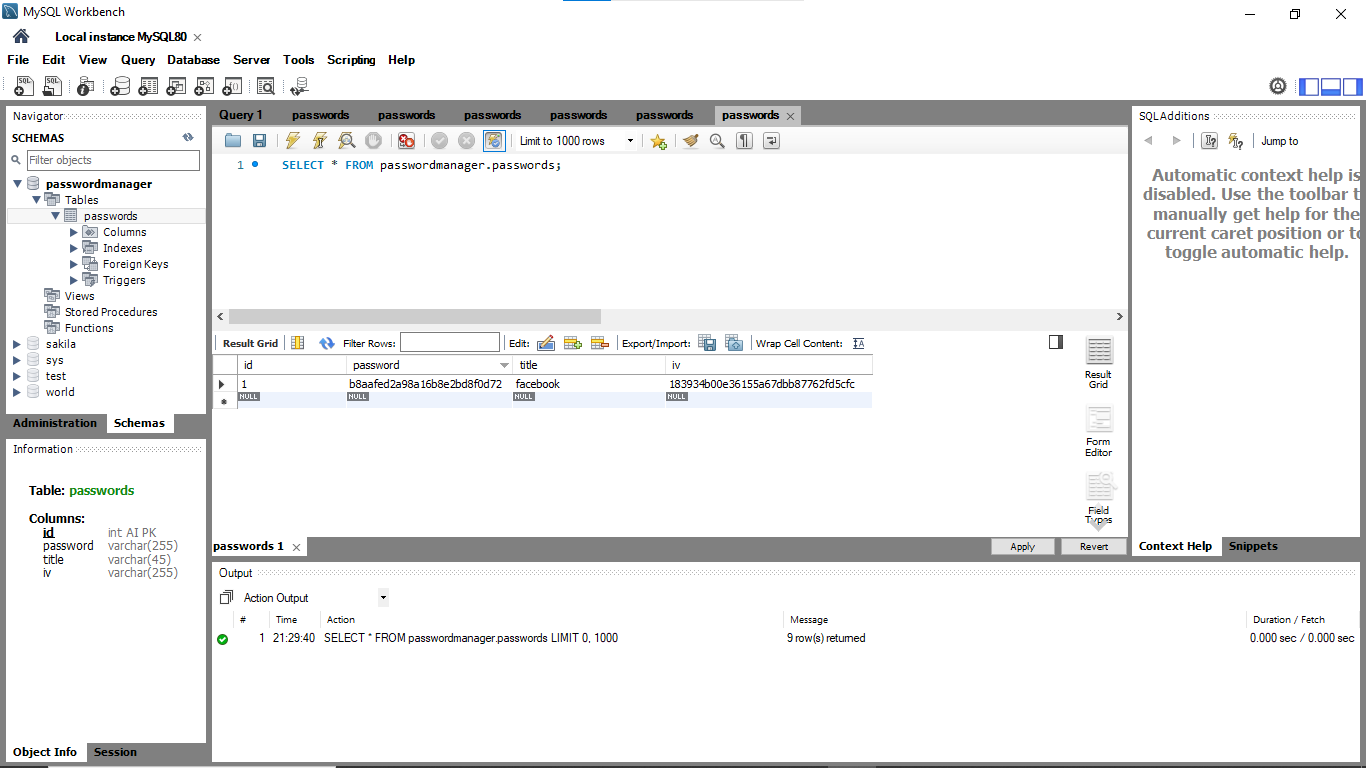 MySQL Workbench
Local instance MySQL80
File Edit View Query Database Server Tools Scripting Help
Navigator
SCHEMAS
Filter objects
passwordmanager
Tables
passwords
Columns
Indexes
Foreign Keys
Triggers
Views
Stored Procedures
Functions
sakila
sys
test
world
Administration Schemas
Information
Table: passwords
Columns:
id int AI PK
password varchar(255)
title varchar(45)
iv varchar(255)
Object Info Session
Query 1 passwords passwords passwords passwords passwords passwords
Limit to 1000 rows
1 SELECT * FROM passwordmanager.passwords;
Result Grid Filter Rows: Edit: Export/Import: Wrap Cell Content:
id password title iv
1 b8aafed2a98a16b8e2bd8f0d72 facebook 183934b00e36155a67dbb87762fd5cfc
NULL NULL NULL NULL
Result
Grid
Form
Editor
Field
Types
passwords 1 Apply Revert
SQLAdditions
Jump to
Automatic context help is
disabled. Use the toolbar t
manually get help for the
current caret position or to
toggle automatic help.
Context Help Snippets
Output
Action Output
# Time Action Message Duration / Fetch
1 21:29:40 SELECT * FROM passwordmanager.passwords LIMIT 0, 1000 9 row(s) returned 0.000 sec / 0.000 sec